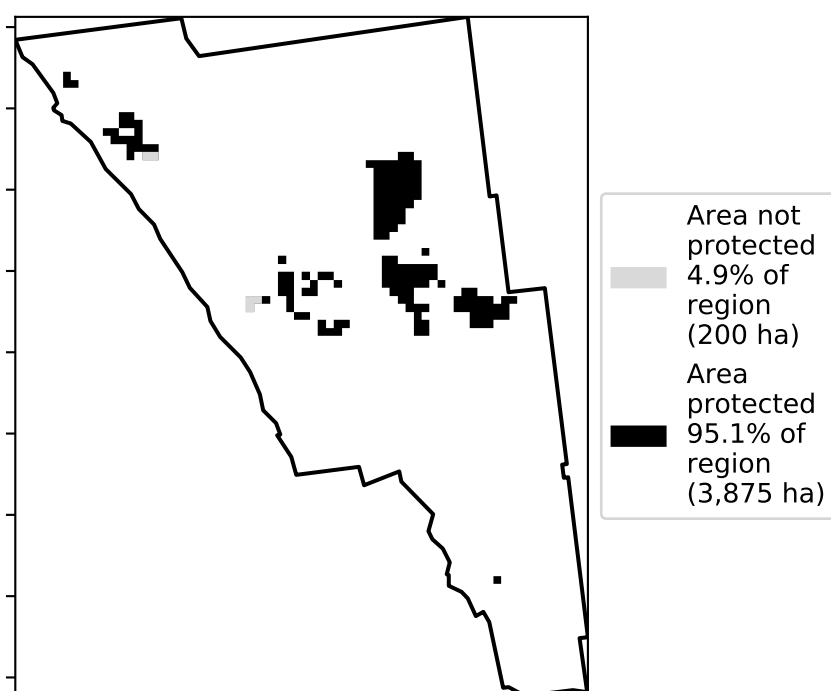 Area not
protected
4.9% of
region
(200 ha)
Area
protected
95.1% of
region
(3,875 ha)